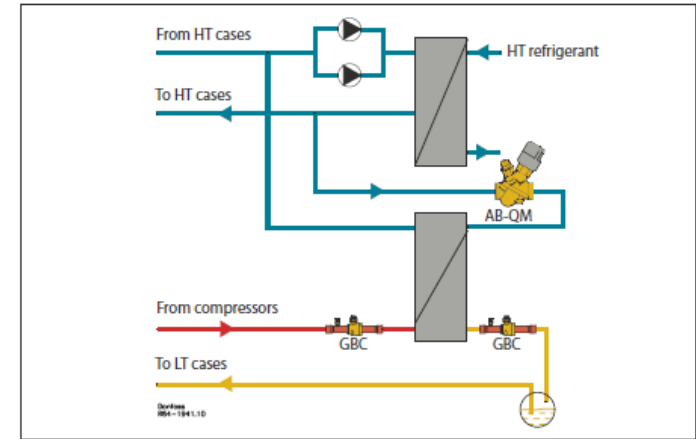 From HT cases
HT refrigerant
To HT cases
AB-QM
From compressors
GBC
GBC
To LT cases
Danfoss
R64-1941.10